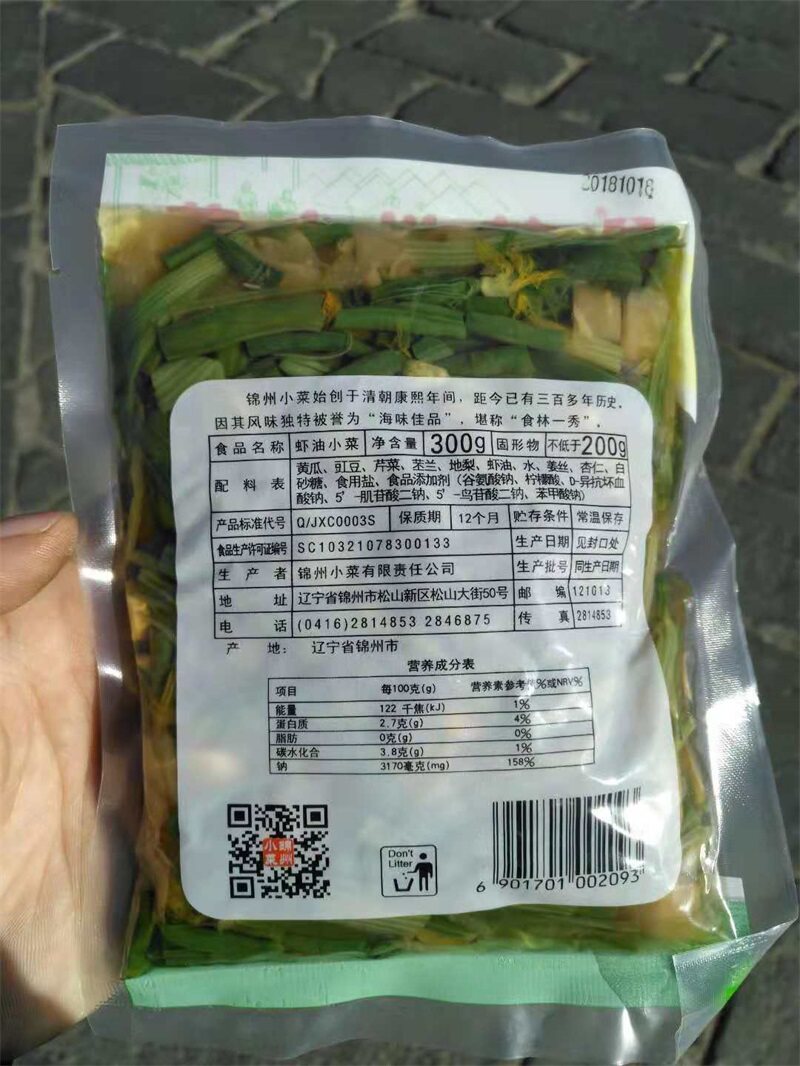 20181018
锦州小菜始创于清朝康熙年间，距今已有三百多年历史。
因其风味独特被誉为“海味佳品”，堪称“食林一秀”。
食品名称 虾油小菜 净含量 300g 固形物 不低于200g
配料表 黄瓜、豇豆、芹菜、苤兰、地梨、虾油、水、姜丝、杏仁、白
砂糖、食用盐、食品添加剂（谷氨酸钠、柠檬酸、D-异抗坏血
酸钠、5’-肌苷酸二钠、5’-鸟苷酸二钠、苯甲酸钠）
产品标准代号 Q/JXC0003S 保质期 12个月 贮存条件 常温保存
食品生产许可证编号 SC10321078300133 生产日期 见封口处
生产者 锦州小菜有限责任公司 生产批号 同生产日期
地址 辽宁省锦州市松山新区松山大街50号 邮编 121013
电话 (0416)2814853 2846875 传真 2814853
产地： 辽宁省锦州市
营养成分表
项目 每100克(g) 营养素参考值%或NRV%
能量 122 千焦(kJ) 1%
蛋白质 2.7克(g) 4%
脂肪 0克(g) 0%
碳水化合 3.8克(g) 1%
钠 3170毫克(mg) 158%
锦州小菜
Don't
Litter
6 901701 002093